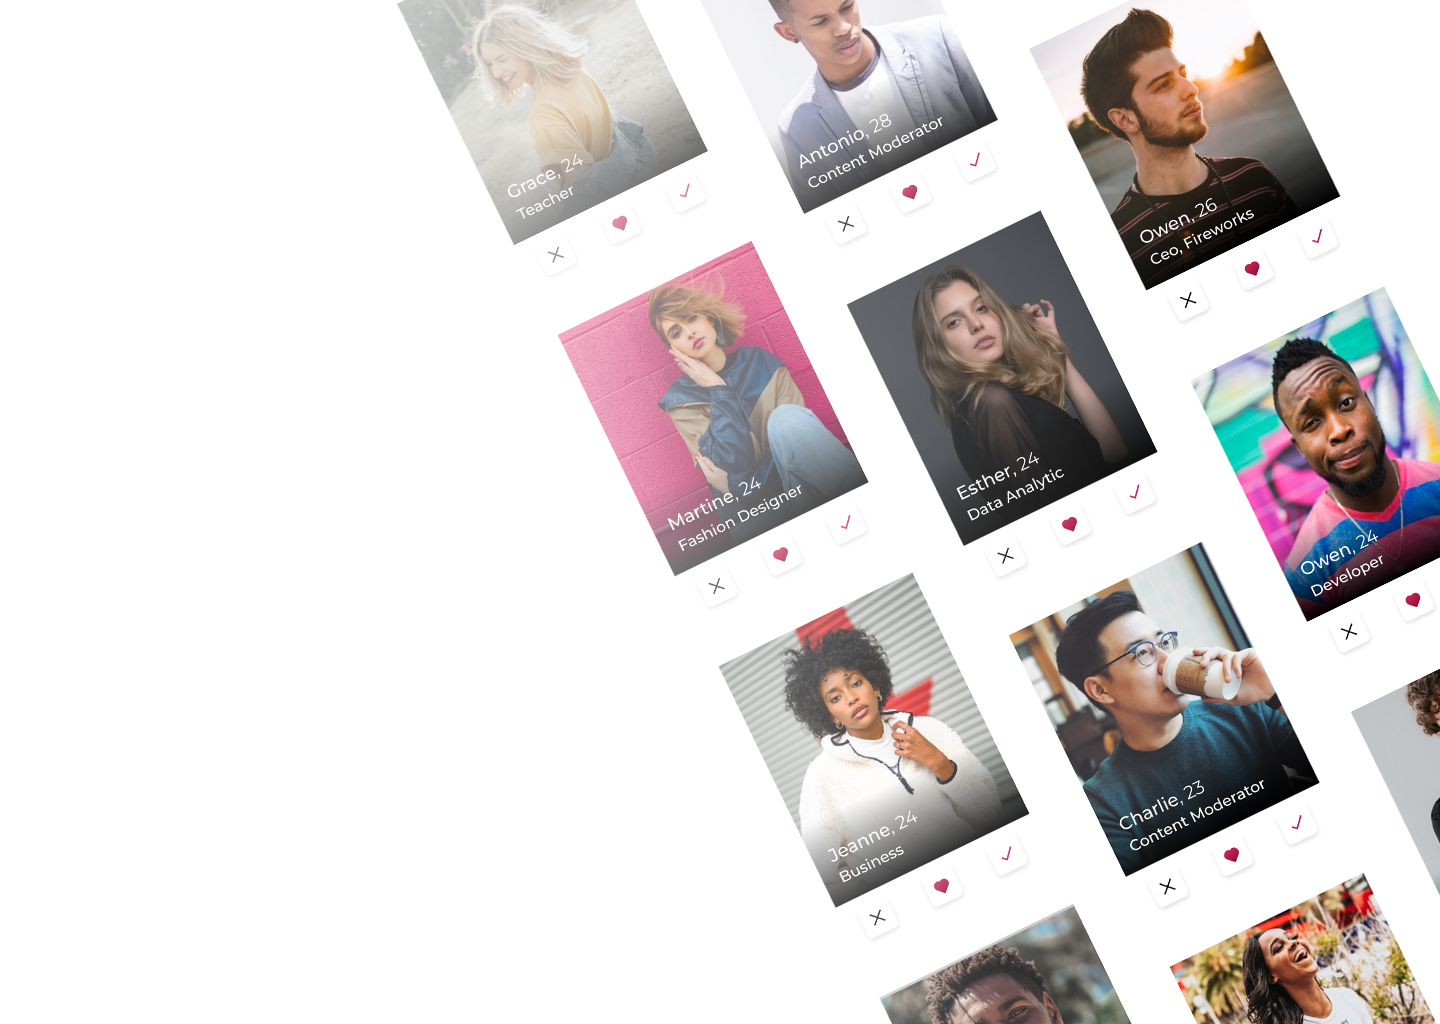 Grace, 24
Teacher
Antonio, 28
Content Moderator
Owen, 26
Ceo, Fireworks
Martine, 24
Fashion Designer
Esther, 24
Data Analytic
Owen, 24
Developer
Jeanne, 24
Business
Charlie, 23
Content Moderator